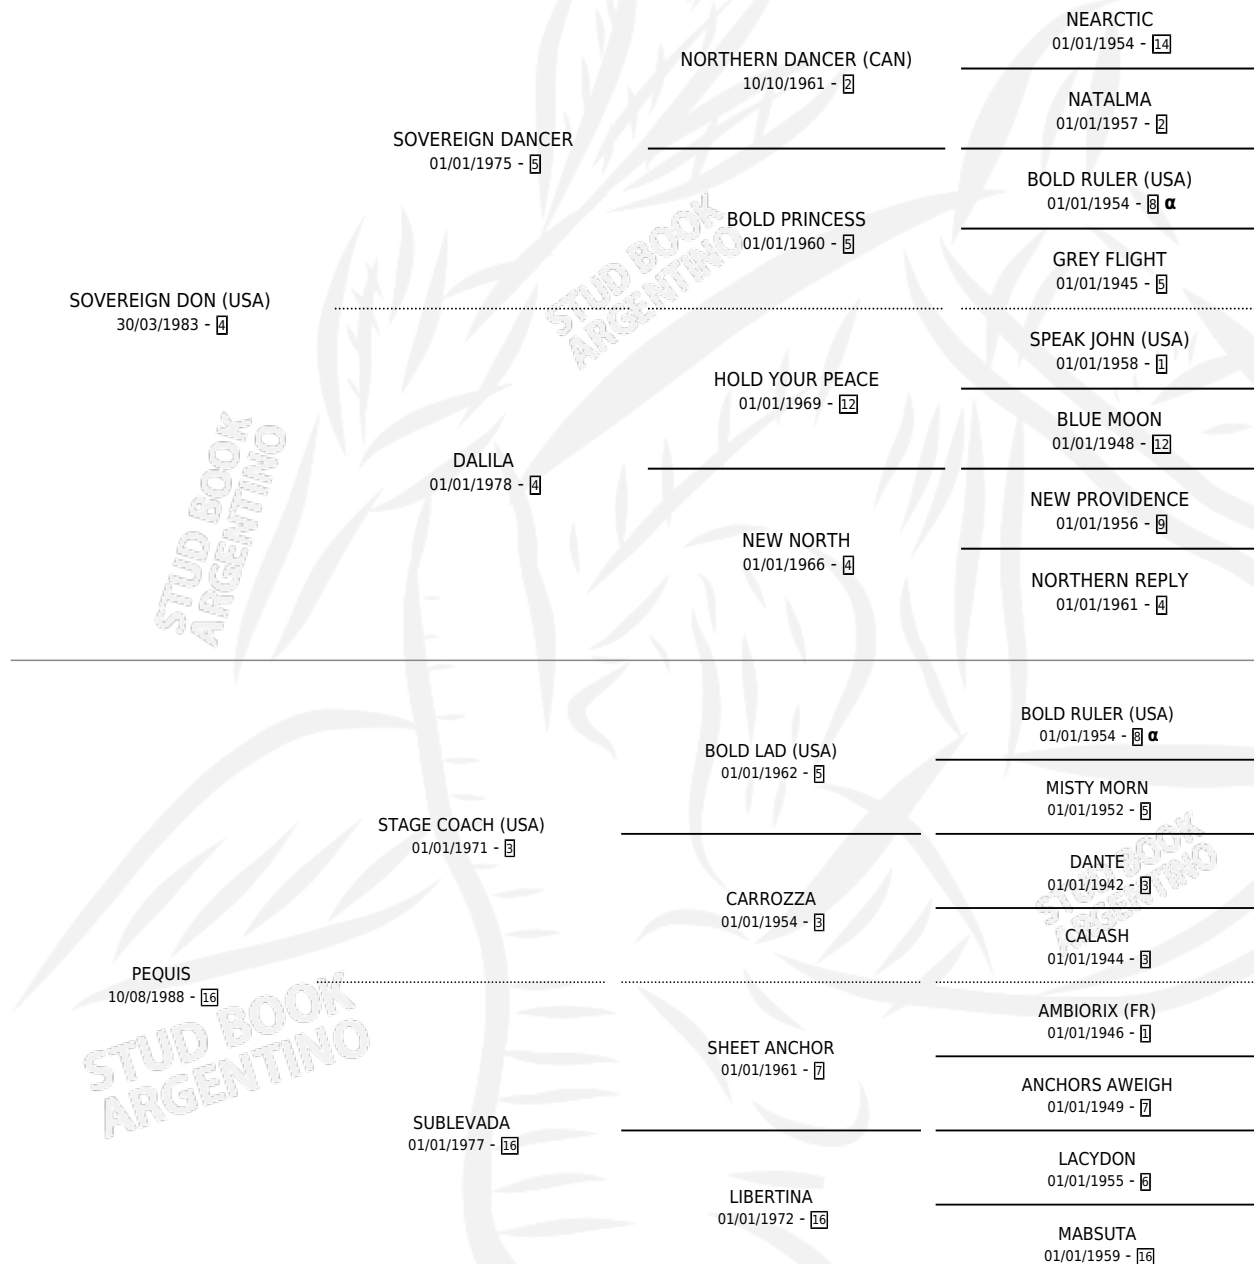 NEARCTIC
01/01/1954 - 14
NORTHERN DANCER (CAN)
10/10/1961 - 2
NATALMA
01/01/1957 - 2
SOVEREIGN DANCER
01/01/1975 - 5
BOLD RULER (USA)
01/01/1954 - 8 α
BOLD PRINCESS
01/01/1960 - 5
GREY FLIGHT
01/01/1945 - 5
SOVEREIGN DON (USA)
30/03/1983 - 4
SPEAK JOHN (USA)
01/01/1958 - 1
HOLD YOUR PEACE
01/01/1969 - 12
BLUE MOON
01/01/1948 - 12
DALILA
01/01/1978 - 4
NEW PROVIDENCE
01/01/1956 - 9
NEW NORTH
01/01/1966 - 4
NORTHERN REPLY
01/01/1961 - 4
BOLD RULER (USA)
01/01/1954 - 8 α
BOLD LAD (USA)
01/01/1962 - 5
MISTY MORN
01/01/1952 - 5
STAGE COACH (USA)
01/01/1971 - 3
DANTE
01/01/1942 - 3
CARROZZA
01/01/1954 - 3
CALASH
01/01/1944 - 3
PEQUIS
10/08/1988 - 16
AMBIORIX (FR)
01/01/1946 - 1
SHEET ANCHOR
01/01/1961 - 7
ANCHORS AWEIGH
01/01/1949 - 7
SUBLEVADA
01/01/1977 - 16
LACYDON
01/01/1955 - 6
LIBERTINA
01/01/1972 - 16
MABSUTA
01/01/1959 - 16
STUD BOOK
ARGENTINO
STUD BOOK
ARGENTINO
STUD BOOK
ARGENTINO
STUD BOOK
ARGENTINO